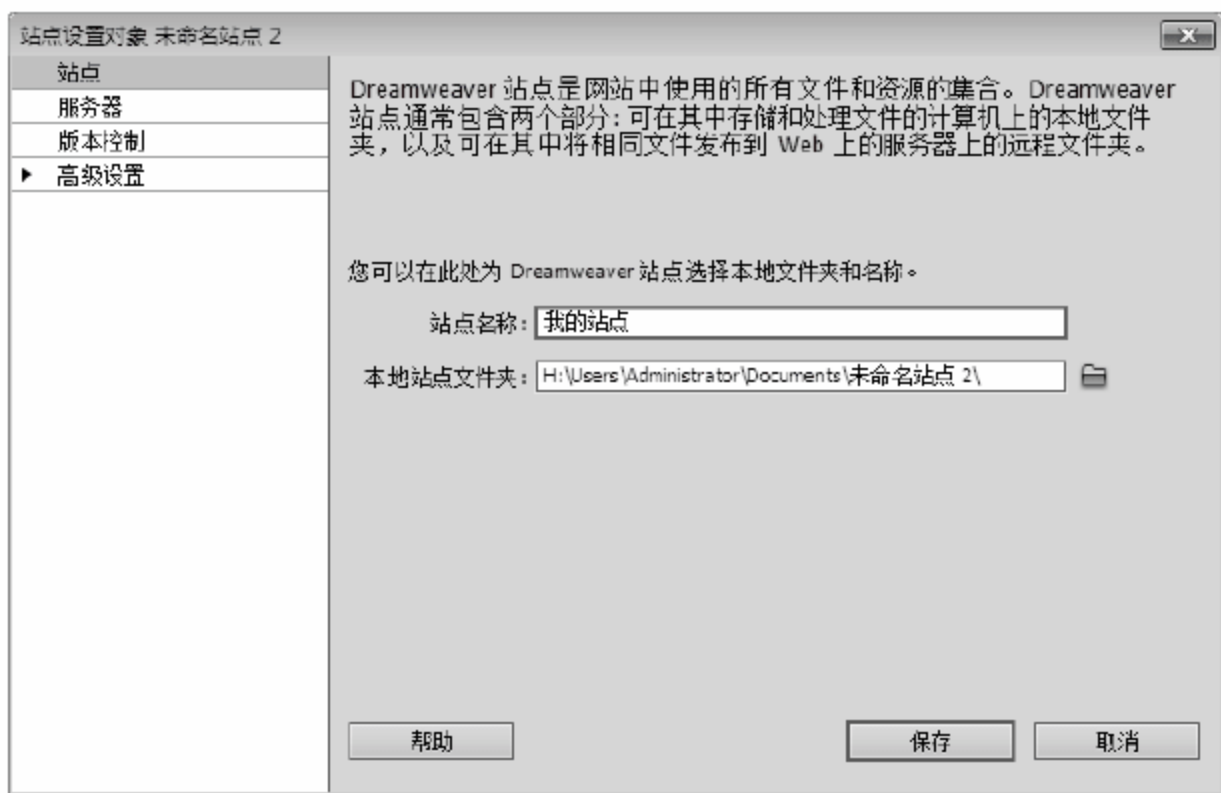 站点设置对象 未命名站点 2
站点
服务器
版本控制
高级设置
Dreamweaver 站点是网站中使用的所有文件和资源的集合。Dreamweaver
站点通常包含两个部分:可在其中存储和处理文件的计算机上的本地文件
夹，以及可在其中将相同文件发布到 Web 上的服务器上的远程文件夹。
您可以在此处为 Dreamweaver 站点选择本地文件夹和名称。
站点名称: 我的站点
本地站点文件夹: H:\Users\Administrator\Documents\未命名站点 2\
帮助 保存 取消